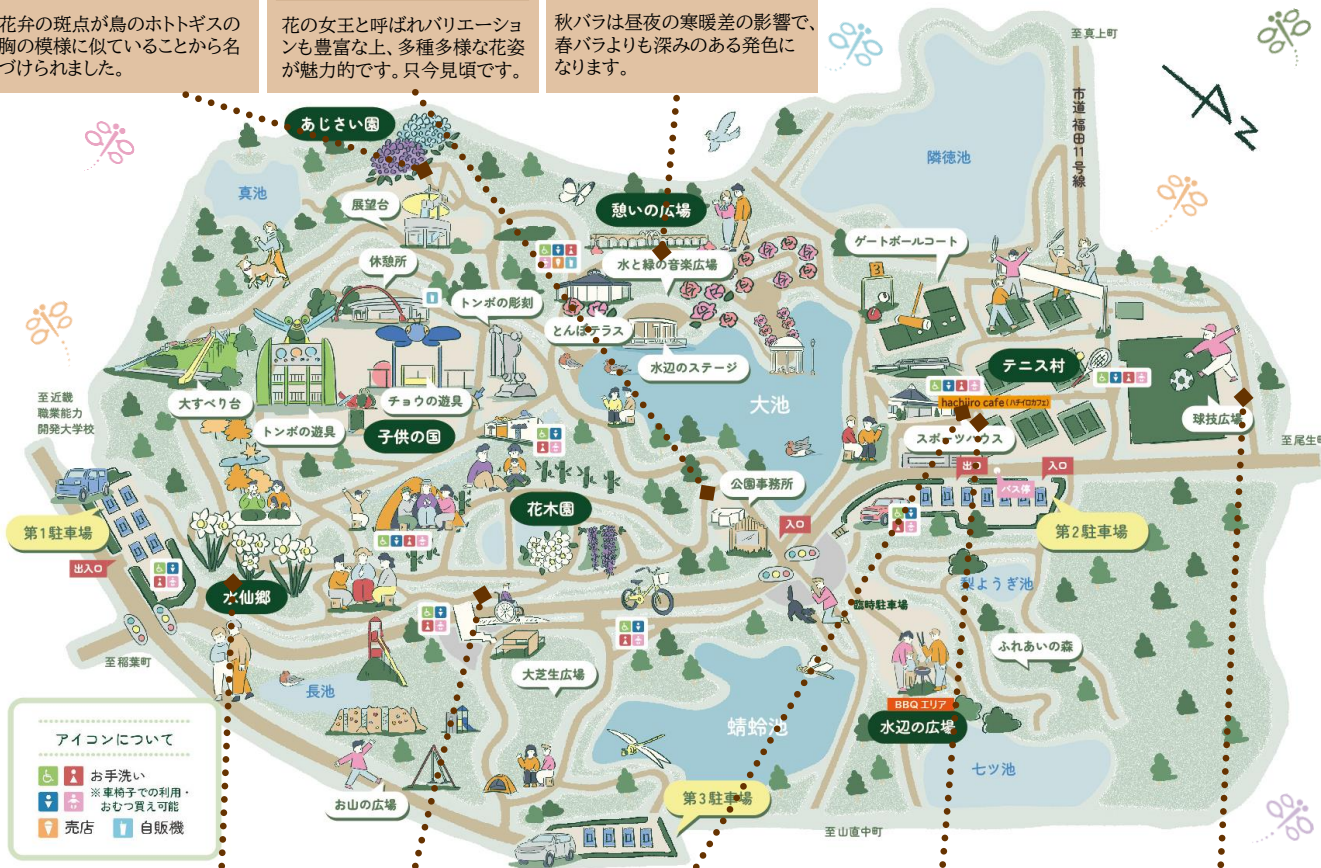 花弁の斑点が鳥のホトトギスの
胸の模様に似ていることから名
づけられました。
花の女王と呼ばれバリエーショ
ンも豊富な上、多種多様な花姿
が魅力的です。只今見頃です。
秋バラは昼夜の寒暖差の影響で、
春バラよりも深みのある発色に
なります。
至真上町
市道福田11号線
N
あじさい園
真池
展望台
憩いの広場
隣徳池
ゲートボールコート
水と緑の音楽広場
休憩所
トンボの彫刻
とんぼテラス
水辺のステージ
大池
3
テニス村
hachiiro cafe(ハチイロカフェ)
球技広場
至近畿
職業能力
開発大学校
大すべり台
トンボの遊具
チョウの遊具
子供の国
スポーツハウス
至尾生町
出口
入口
バス停
公園事務所
花木園
入口
第1駐車場
第2駐車場
出入口
水仙郷
梨ようぎ池
臨時駐車場
ふれあいの森
至稲葉町
長池
大芝生広場
蜻蛉池
BBQエリア
水辺の広場
七ツ池
お山の広場
第3駐車場
至山直中町
アイコンについて
お手洗い
※車椅子での利用・
おむつ買え可能
売店
自販機